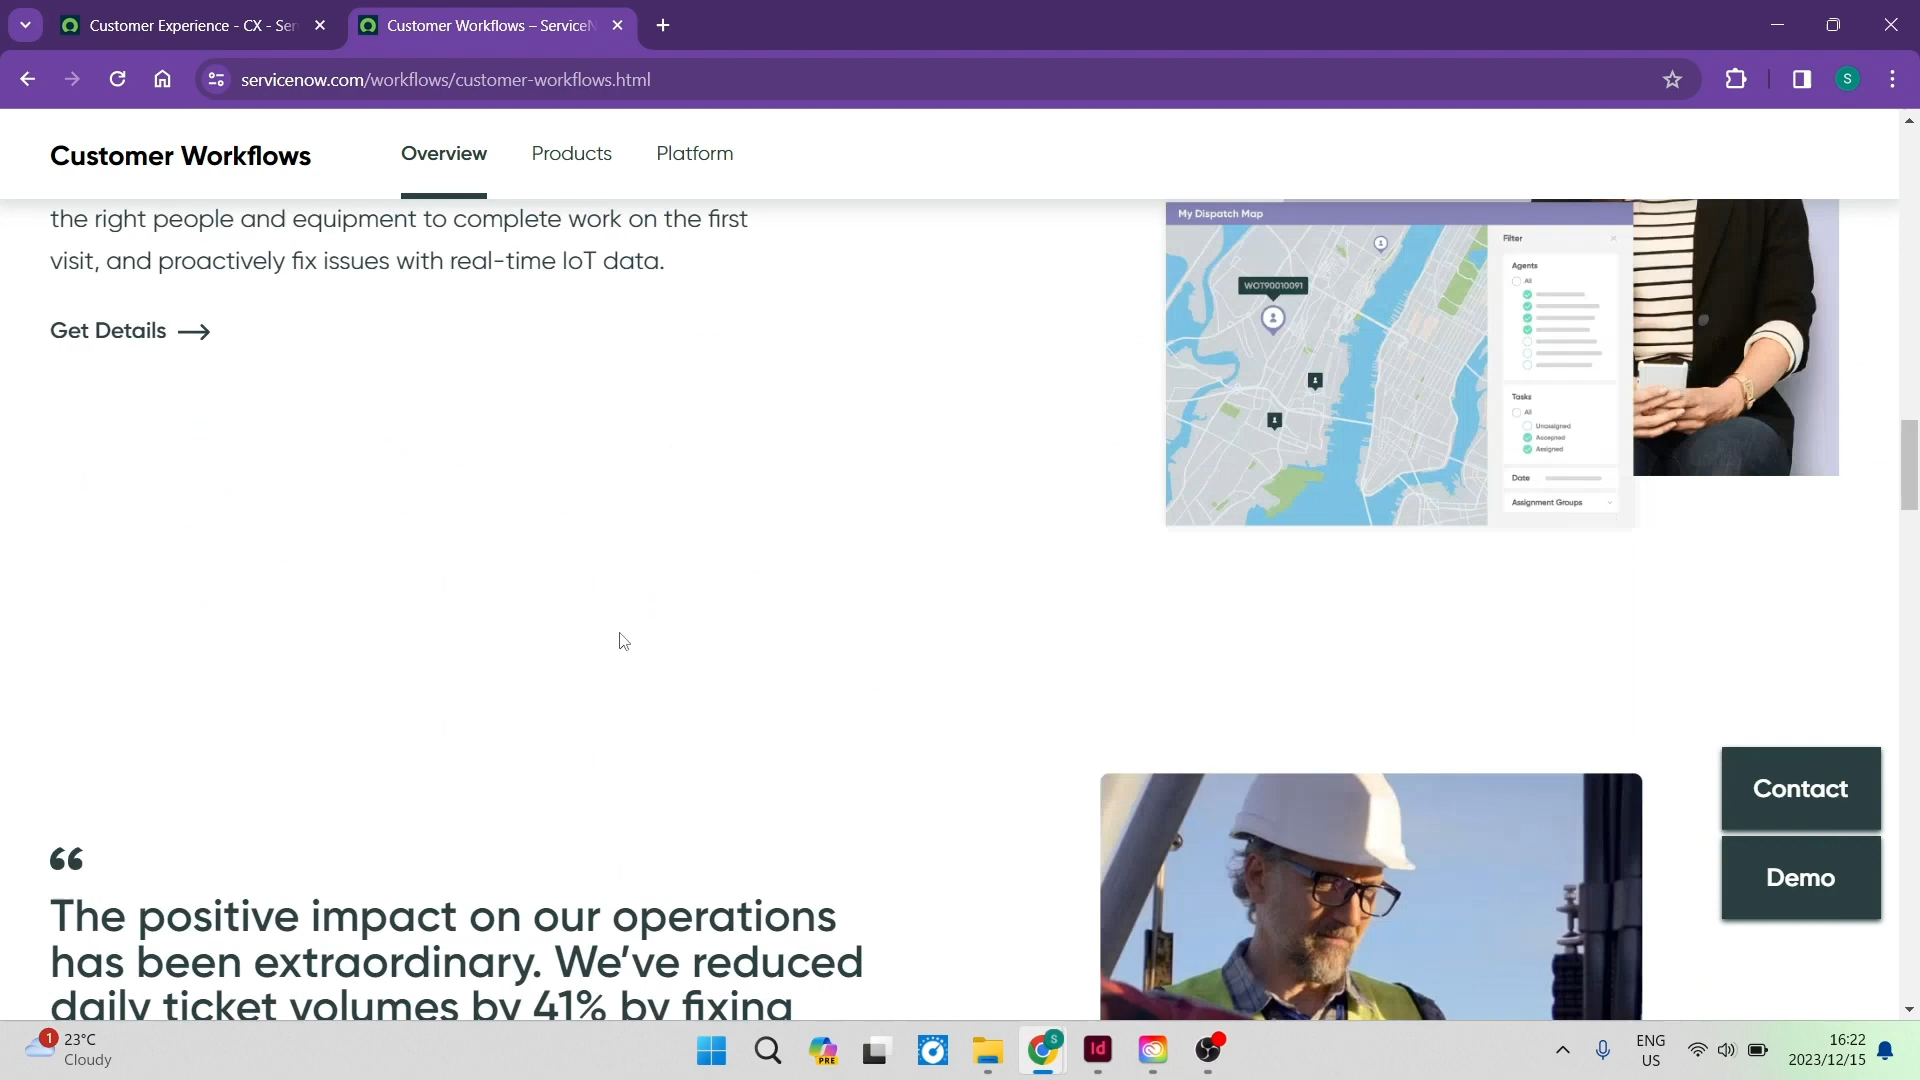 Customer Experience - CX - Ser
Customer Workflows – ServiceN
servicenow.com/workflows/customer-workflows.html
S
Customer Workflows
Overview
Products
Platform
the right people and equipment to complete work on the first
visit, and proactively fix issues with real-time IoT data.
Get Details
My Dispatch Map
WOT90010091
Filter
Agents
All
Tasks
All
Unassigned
Accepted
Assigned
Date
Assignment Groups
Contact
Demo
“
The positive impact on our operations
has been extraordinary. We’ve reduced
daily ticket volumes by 41% by fixing
1
23°C
Cloudy
PRE
S
Id
ENG
US
16:22
2023/12/15